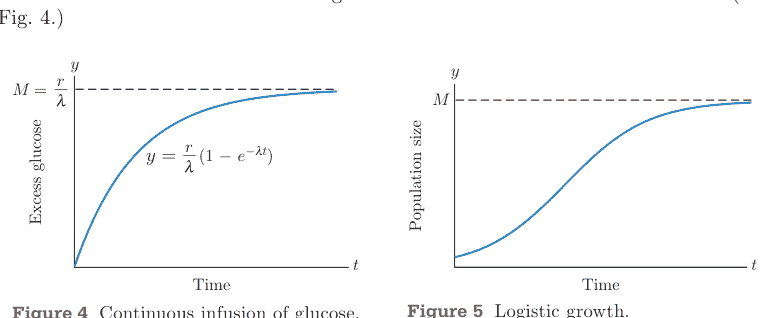 Fig. 4.)
y
M = r/λ
Excess glucose
y = r/λ (1 − e^{−λt})
t
Time
Figure 4 Continuous infusion of glucose.
y
M
Population size
t
Time
Figure 5 Logistic growth.